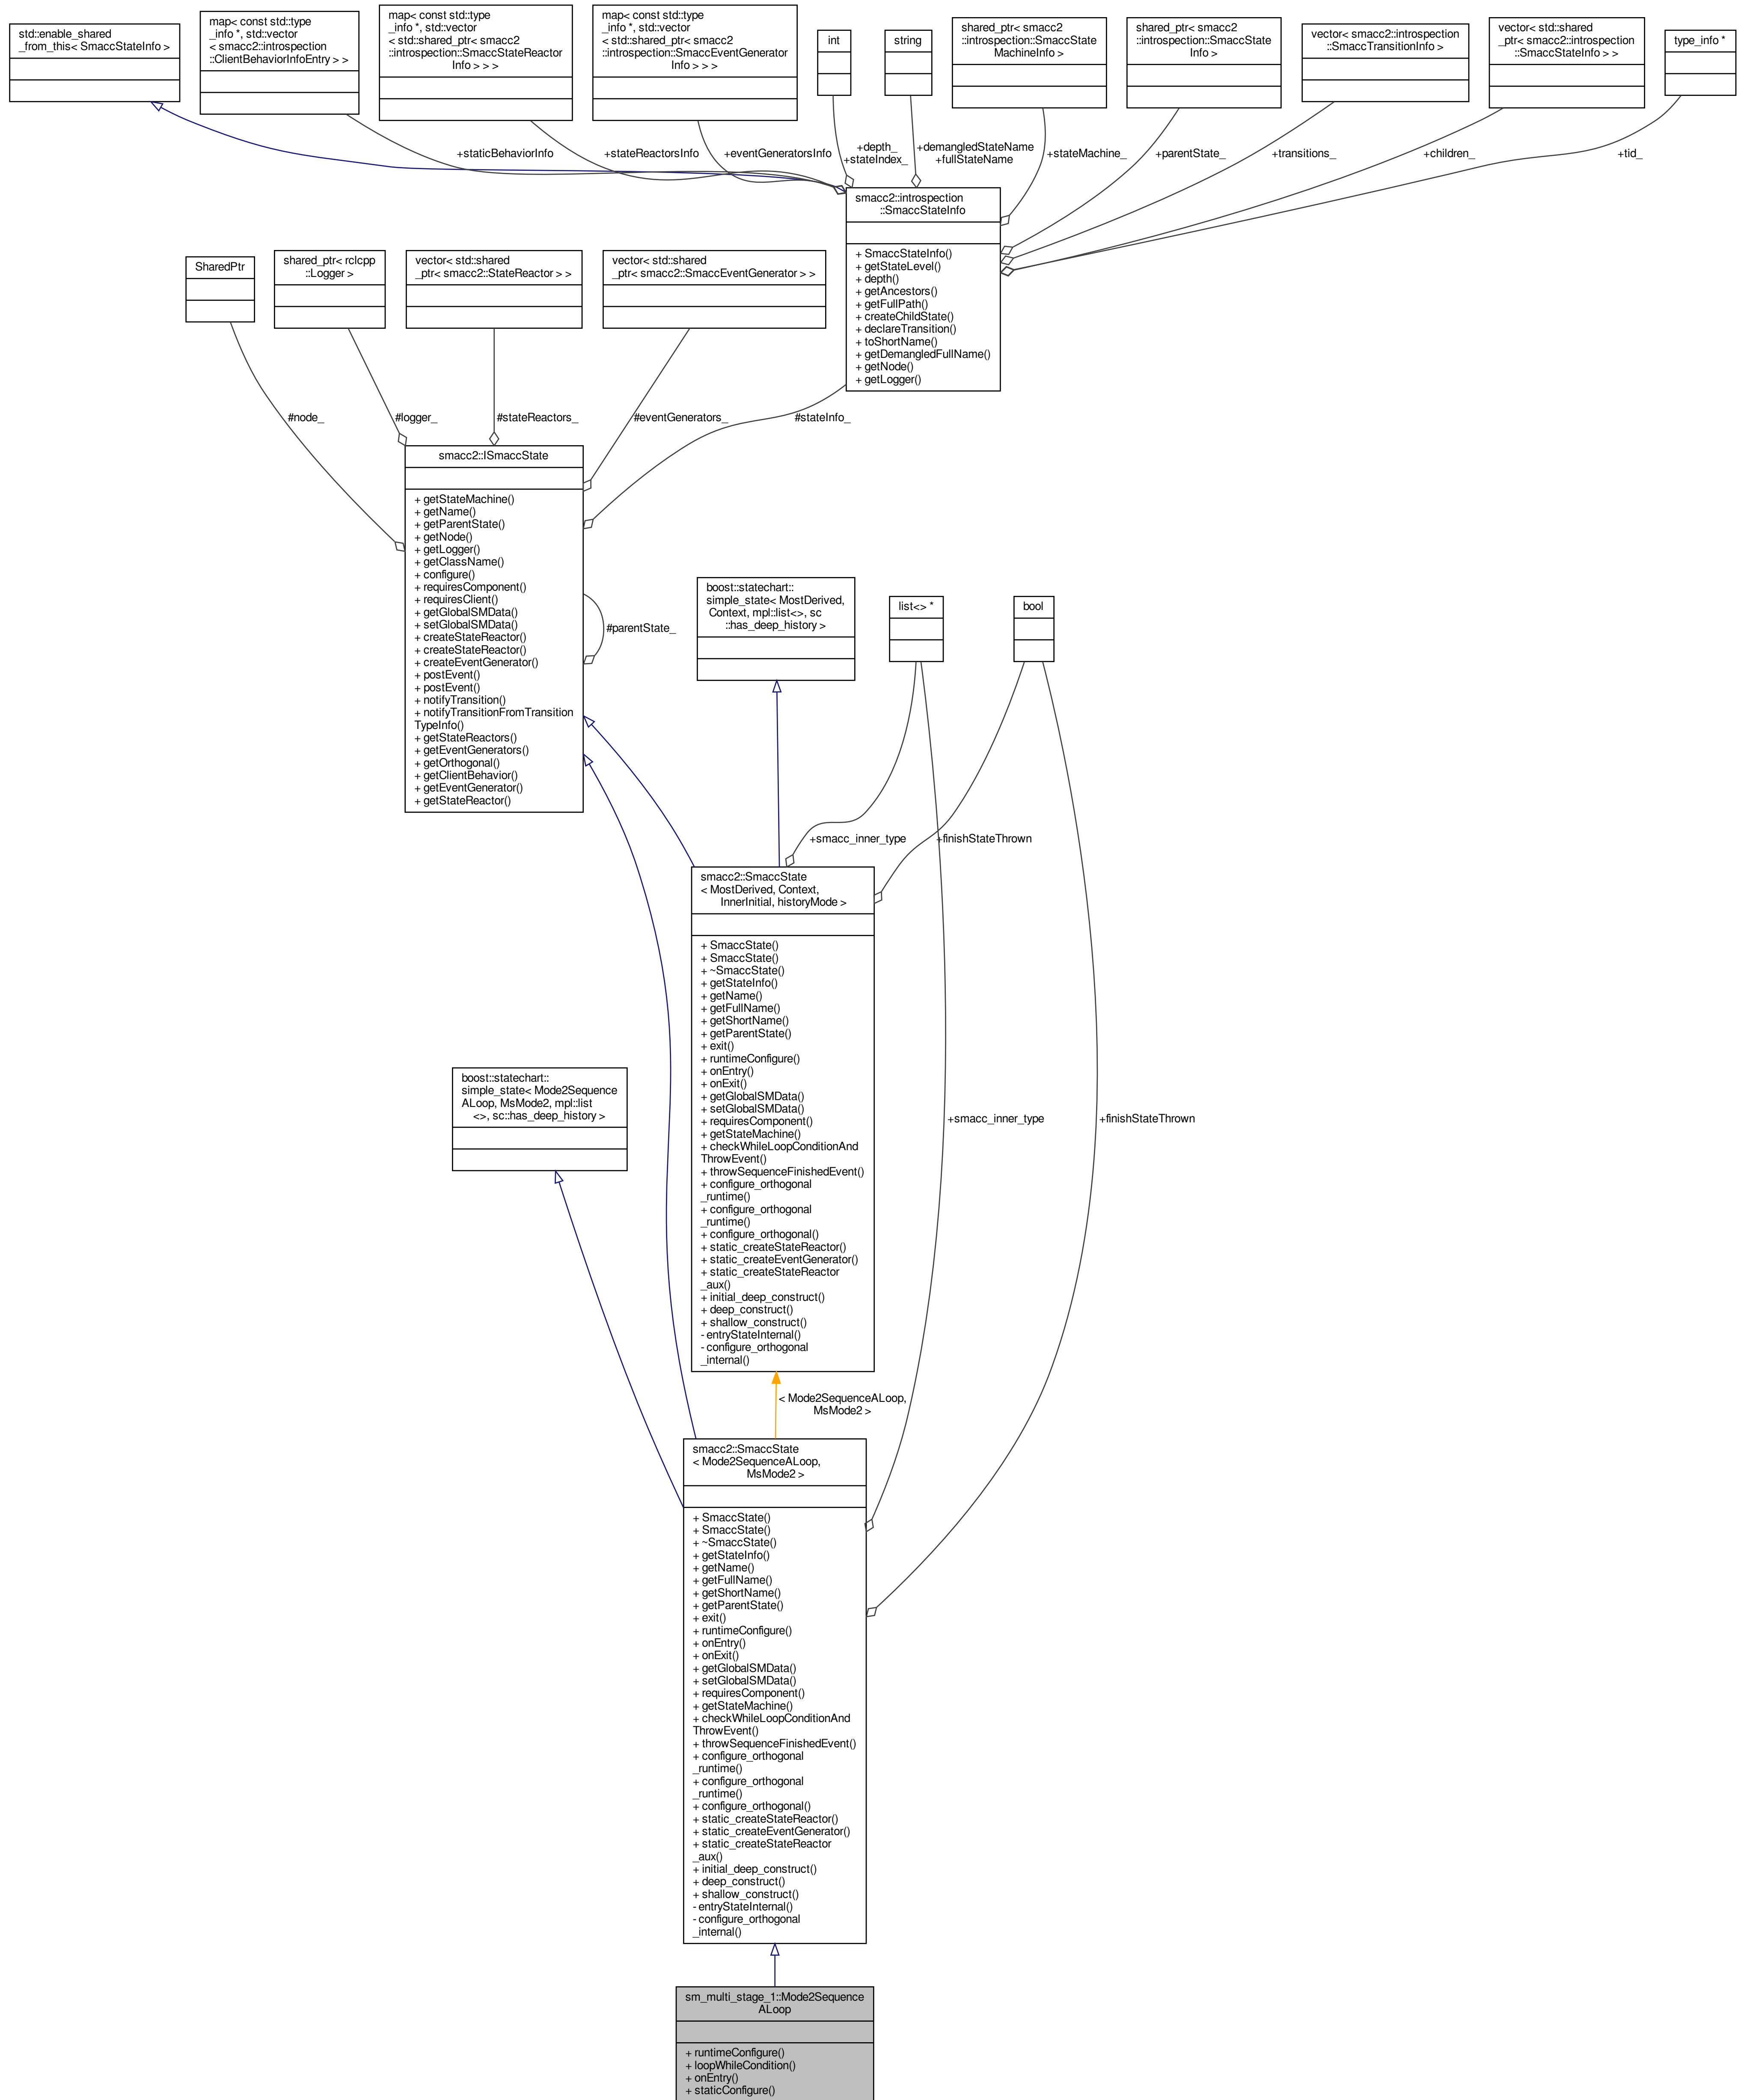 std::enable_shared
_from_this< SmaccStateInfo >
map< const std::type
_info *, std::vector
< smacc2::introspection
::ClientBehaviorInfoEntry > >
map< const std::type
_info *, std::vector
< std::shared_ptr< smacc2
::introspection::SmaccStateReactor
Info > > >
map< const std::type
_info *, std::vector
< std::shared_ptr< smacc2
::introspection::SmaccEventGenerator
Info > > >
int
string
shared_ptr< smacc2
::introspection::SmaccState
MachineInfo >
shared_ptr< smacc2
::introspection::SmaccState
Info >
vector< smacc2::introspection
::SmaccTransitionInfo >
vector< std::shared
_ptr< smacc2::introspection
::SmaccStateInfo > >
type_info *
+staticBehaviorInfo
+stateReactorsInfo
+eventGeneratorsInfo
+depth_
+stateIndex_
+demangledStateName
+fullStateName
+stateMachine_
+parentState_
+transitions_
+children_
+tid_
smacc2::introspection
::SmaccStateInfo
+ SmaccStateInfo()
+ getStateLevel()
+ depth()
+ getAncestors()
+ getFullPath()
+ createChildState()
+ declareTransition()
+ toShortName()
+ getDemangledFullName()
+ getNode()
+ getLogger()
SharedPtr
shared_ptr< rclcpp
::Logger >
vector< std::shared
_ptr< smacc2::StateReactor > >
vector< std::shared
_ptr< smacc2::SmaccEventGenerator > >
#node_
#logger_
#stateReactors_
#eventGenerators_
#stateInfo_
smacc2::ISmaccState
+ getStateMachine()
+ getName()
+ getParentState()
+ getNode()
+ getLogger()
+ getClassName()
+ configure()
+ requiresComponent()
+ requiresClient()
+ getGlobalSMData()
+ setGlobalSMData()
+ createStateReactor()
+ createStateReactor()
+ createEventGenerator()
+ postEvent()
+ postEvent()
+ notifyTransition()
+ notifyTransitionFromTransition
TypeInfo()
+ getStateReactors()
+ getEventGenerators()
+ getOrthogonal()
+ getClientBehavior()
+ getEventGenerator()
+ getStateReactor()
#parentState_
boost::statechart::
simple_state< MostDerived,
Context, mpl::list<>, sc
::has_deep_history >
list<> *
bool
+smacc_inner_type
+finishStateThrown
smacc2::SmaccState
< MostDerived, Context,
InnerInitial, historyMode >
+ SmaccState()
+ SmaccState()
+ ~SmaccState()
+ getStateInfo()
+ getName()
+ getFullName()
+ getShortName()
+ getParentState()
+ exit()
+ runtimeConfigure()
+ onEntry()
+ onExit()
+ getGlobalSMData()
+ setGlobalSMData()
+ requiresComponent()
+ getStateMachine()
+ checkWhileLoopConditionAnd
ThrowEvent()
+ throwSequenceFinishedEvent()
+ configure_orthogonal
_runtime()
+ configure_orthogonal
_runtime()
+ configure_orthogonal()
+ static_createStateReactor()
+ static_createEventGenerator()
+ static_createStateReactor
_aux()
+ initial_deep_construct()
+ deep_construct()
+ shallow_construct()
- entryStateInternal()
- configure_orthogonal
_internal()
boost::statechart::
simple_state< Mode2Sequence
ALoop, MsMode2, mpl::list
<>, sc::has_deep_history >
+smacc_inner_type
+finishStateThrown
< Mode2SequenceALoop,
MsMode2 >
smacc2::SmaccState
< Mode2SequenceALoop,
MsMode2 >
+ SmaccState()
+ SmaccState()
+ ~SmaccState()
+ getStateInfo()
+ getName()
+ getFullName()
+ getShortName()
+ getParentState()
+ exit()
+ runtimeConfigure()
+ onEntry()
+ onExit()
+ getGlobalSMData()
+ setGlobalSMData()
+ requiresComponent()
+ getStateMachine()
+ checkWhileLoopConditionAnd
ThrowEvent()
+ throwSequenceFinishedEvent()
+ configure_orthogonal
_runtime()
+ configure_orthogonal
_runtime()
+ configure_orthogonal()
+ static_createStateReactor()
+ static_createEventGenerator()
+ static_createStateReactor
_aux()
+ initial_deep_construct()
+ deep_construct()
+ shallow_construct()
- entryStateInternal()
- configure_orthogonal
_internal()
sm_multi_stage_1::Mode2Sequence
ALoop
+ runtimeConfigure()
+ loopWhileCondition()
+ onEntry()
+ staticConfigure()